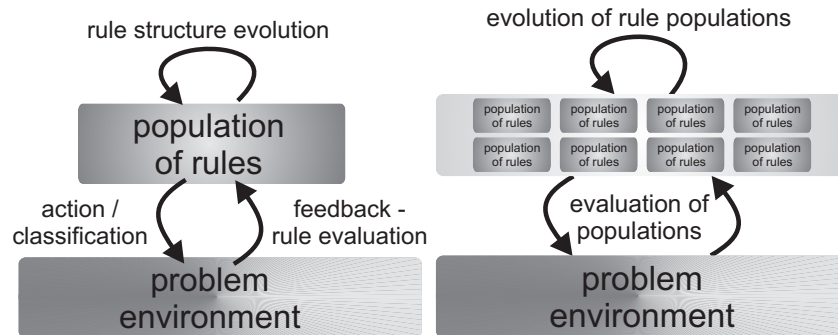 rule structure evolution
population
of rules
action /
classification
feedback -
rule evaluation
problem
environment
evolution of rule populations
population
of rules
population
of rules
population
of rules
population
of rules
population
of rules
population
of rules
population
of rules
population
of rules
evaluation of
populations
problem
environment